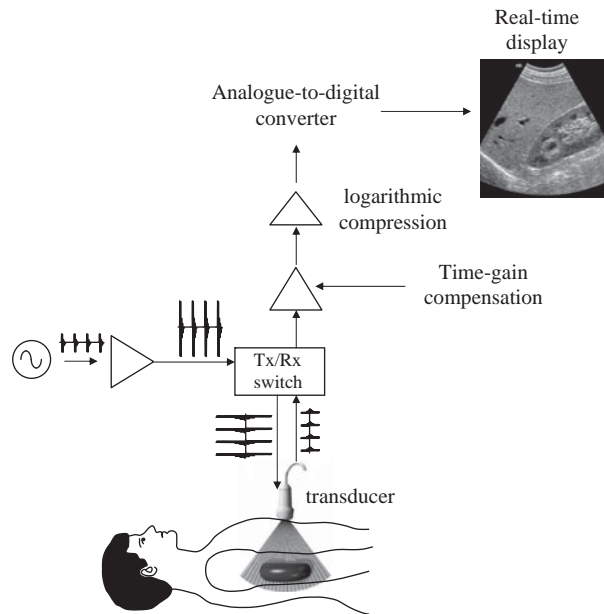 Real-time
display
Analogue-to-digital
converter
logarithmic
compression
Time-gain
compensation
Tx/Rx
switch
transducer